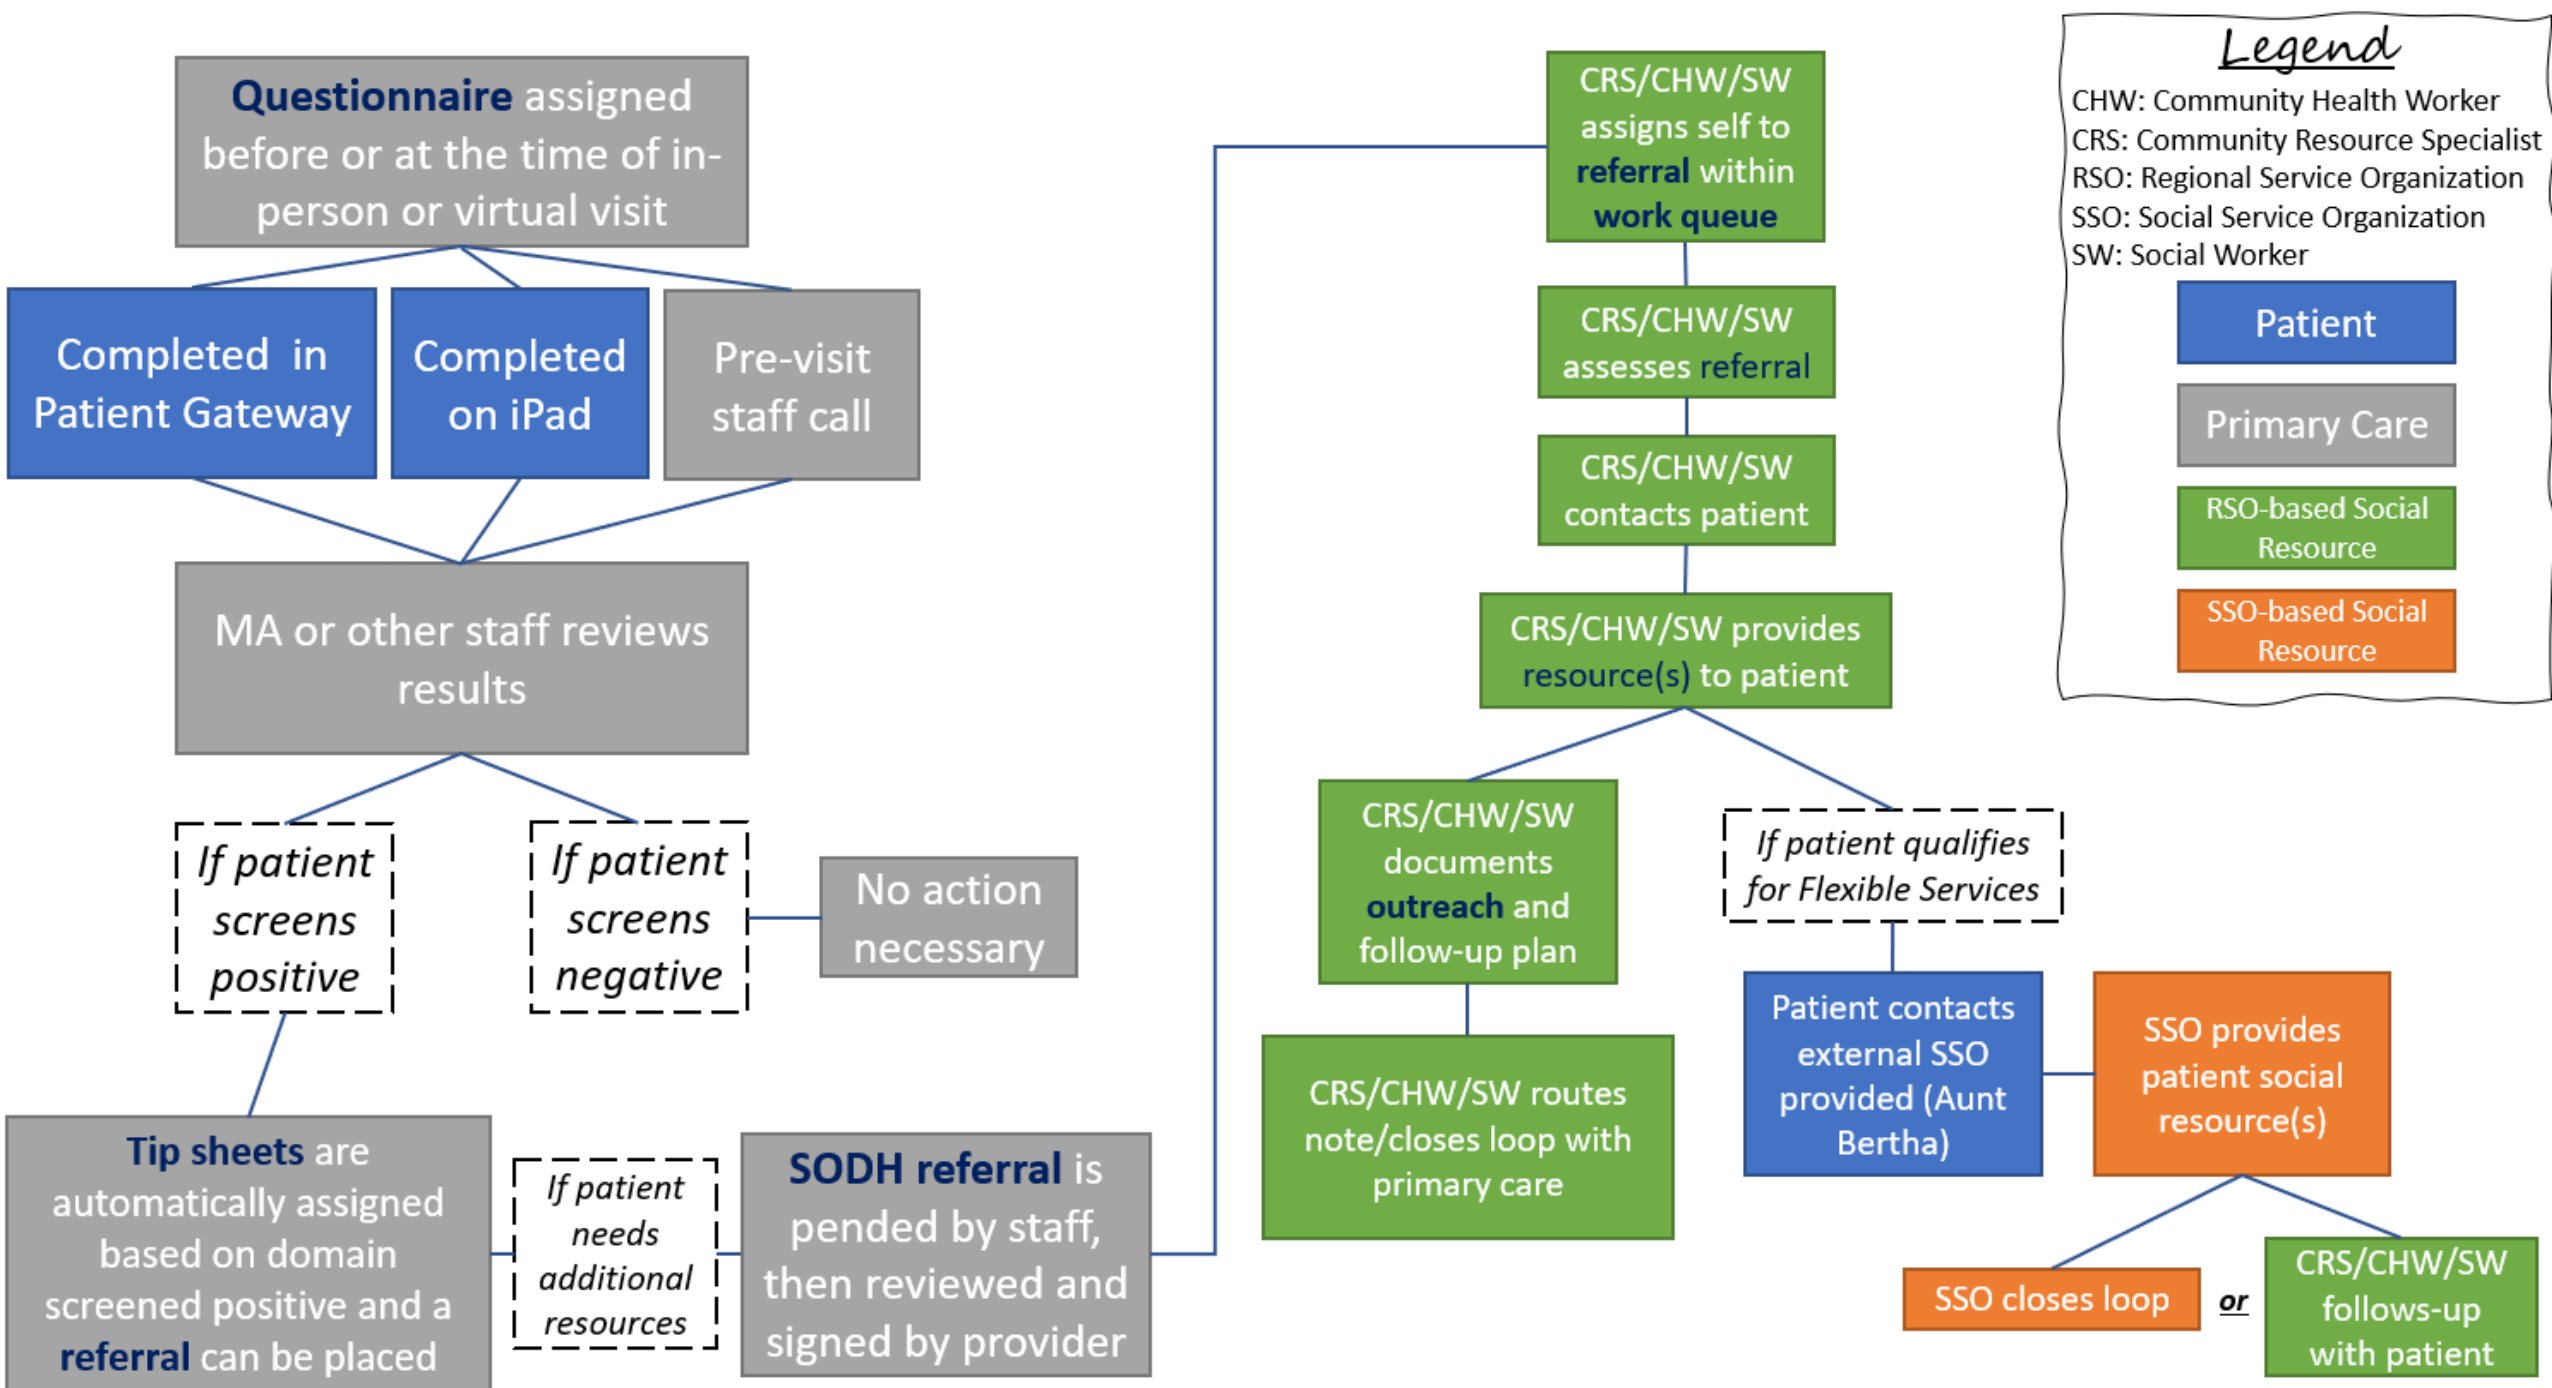 Questionnaire assigned
before or at the time of in-
person or virtual visit
Completed in
Patient Gateway
Completed
on iPad
Pre-visit
staff call
MA or other staff reviews
results
If patient
screens
positive
If patient
screens
negative
No action
necessary
Tip sheets are
automatically assigned
based on domain
screened positive and a
referral can be placed
If patient
needs
additional
resources
SODH referral is
pended by staff,
then reviewed and
signed by provider
CRS/CHW/SW
assigns self to
referral within
work queue
CRS/CHW/SW
assesses referral
CRS/CHW/SW
contacts patient
CRS/CHW/SW provides
resource(s) to patient
CRS/CHW/SW
documents
outreach and
follow-up plan
CRS/CHW/SW routes
note/closes loop with
primary care
If patient qualifies
for Flexible Services
Patient contacts
external SSO
provided (Aunt
Bertha)
SSO provides
patient social
resource(s)
SSO closes loop
or
CRS/CHW/SW
follows-up
with patient
Legend
CHW: Community Health Worker
CRS: Community Resource Specialist
RSO: Regional Service Organization
SSO: Social Service Organization
SW: Social Worker
Patient
Primary Care
RSO-based Social
Resource
SSO-based Social
Resource